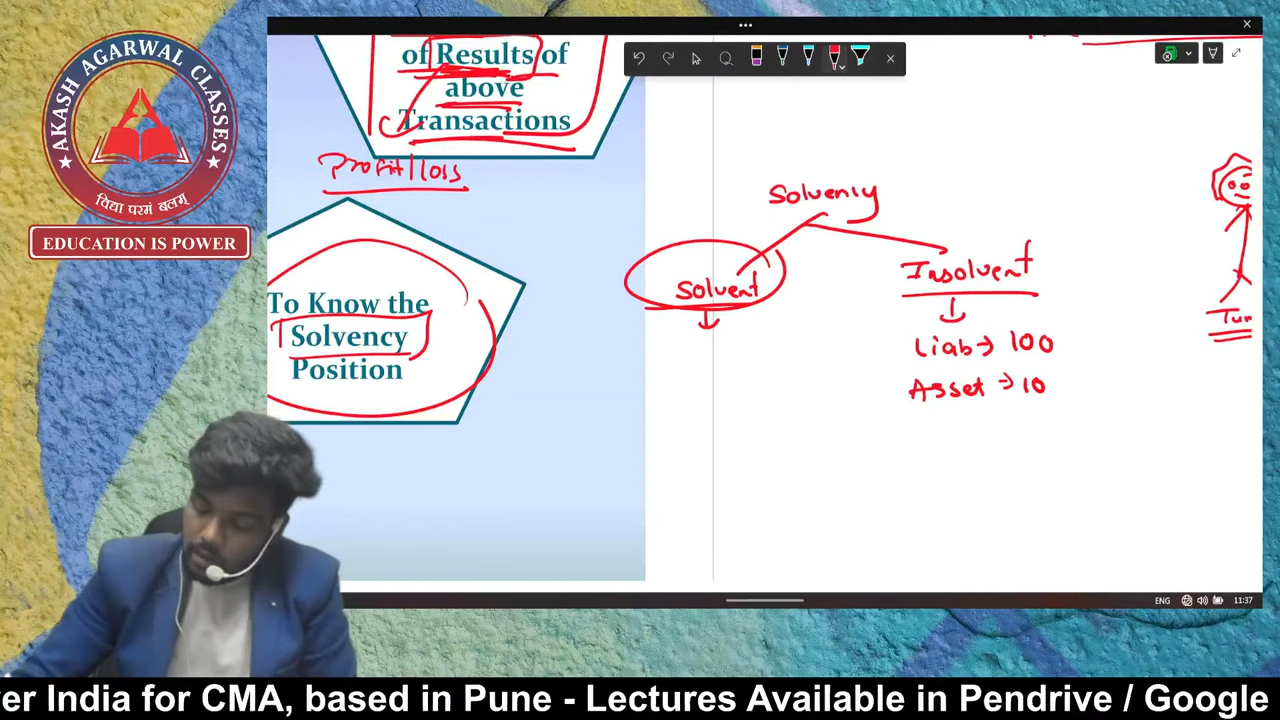 AKASH AGARWAL CLASSES
विद्या परमं बलम्
EDUCATION IS POWER
of Results of
above
Transactions
Profit/loss
To Know the
Solvency
Position
Solvency
Solvent
Insolvent
Liab → 100
Asset → 10
ENG
11:37
ver India for CMA, based in Pune - Lectures Available in Pendrive / Google